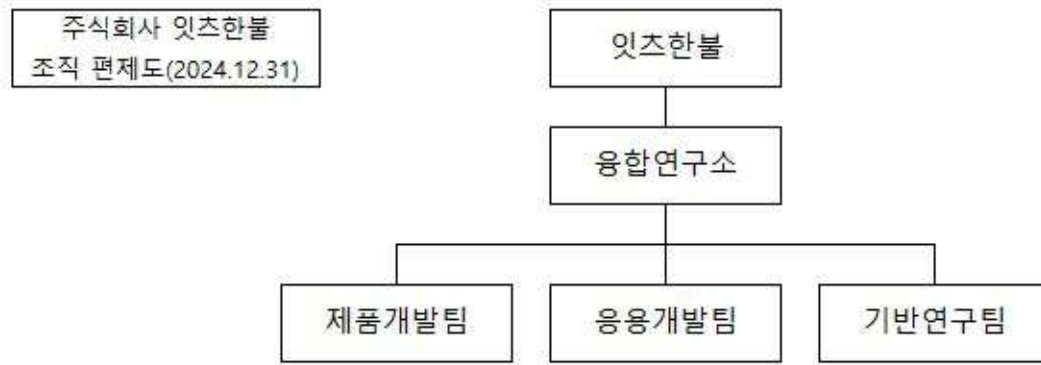 주식회사 잇츠한불
조직 편제도(2024.12.31)
잇츠한불
융합연구소
제품개발팀
응용개발팀
기반연구팀